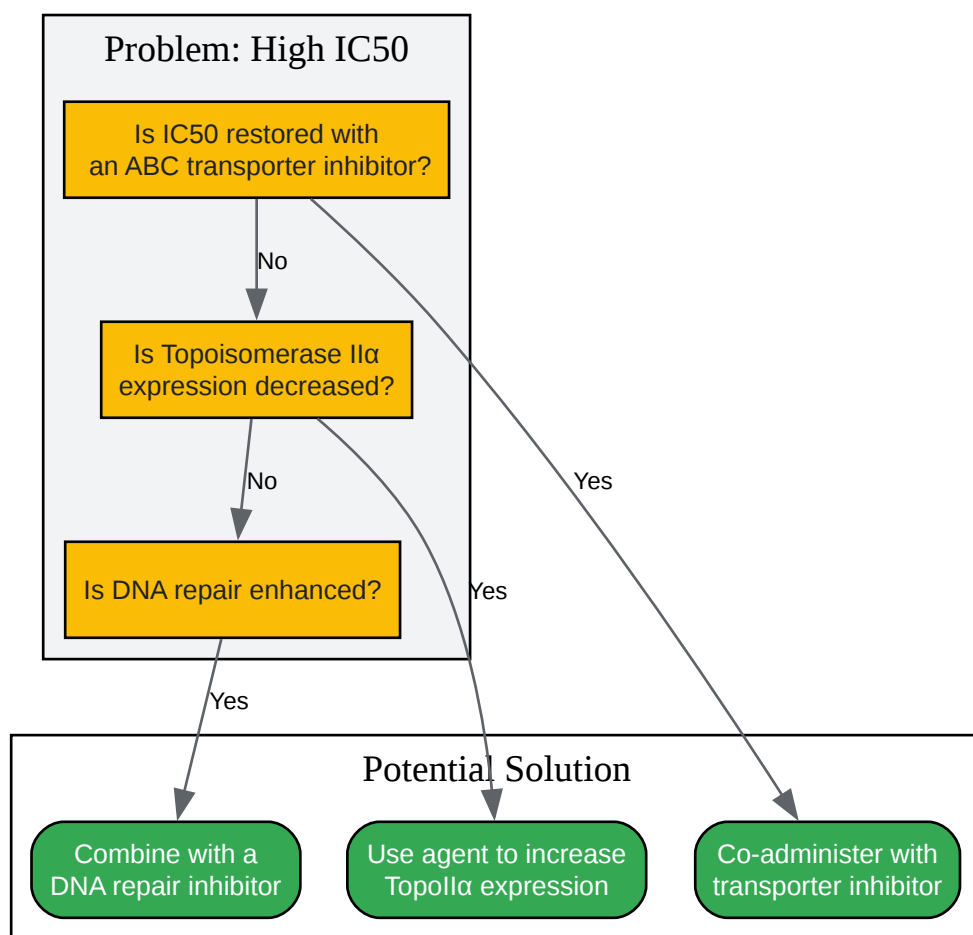 Problem: High IC50
Is IC50 restored with
an ABC transporter inhibitor?
No
Is Topoisomerase IIα
expression decreased?
Yes
No
Is DNA repair enhanced?
Yes
Yes
Potential Solution
Combine with a
DNA repair inhibitor
Use agent to increase
TopoIIα expression
Co-administer with
transporter inhibitor